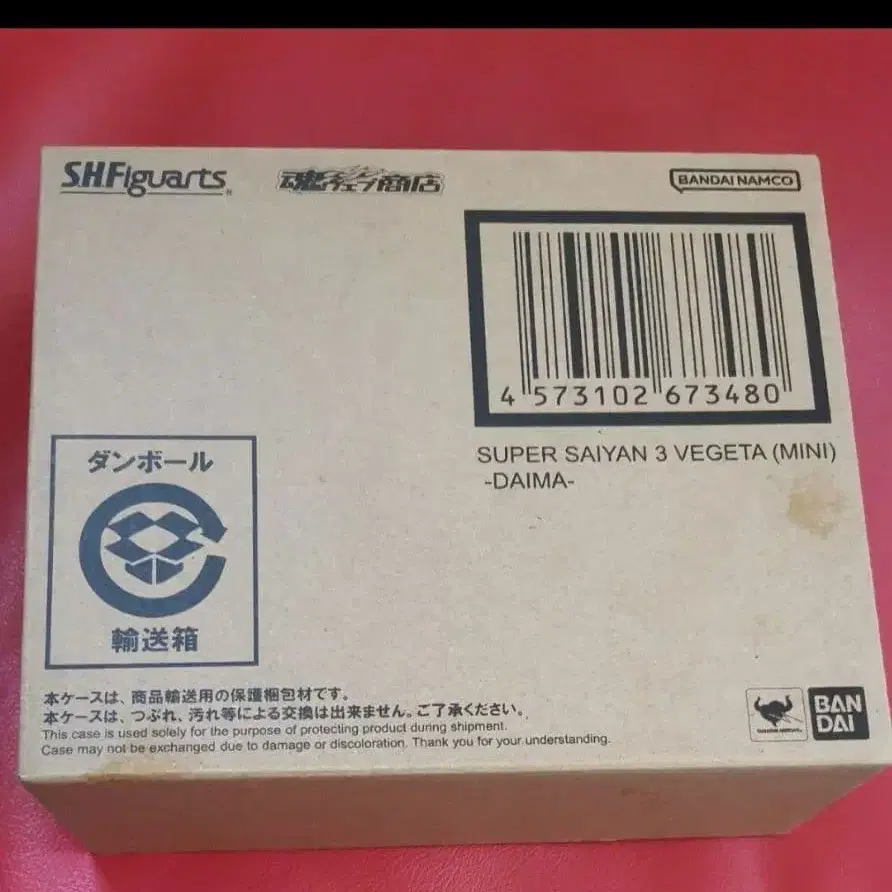 S.H.Figuarts
魂ウェブ商店
BANDAI NAMCO
4 573102 673480
SUPER SAIYAN 3 VEGETA (MINI)
-DAIMA-
ダンボール
輸送箱
本ケースは、商品輸送用の保護梱包材です。
本ケースは、つぶれ、汚れ等による交換は出来ません。ご了承ください。
This case is used solely for the purpose of protecting product during shipment.
Case may not be exchanged due to damage or discoloration. Thank you for your understanding.
BAN
DAI